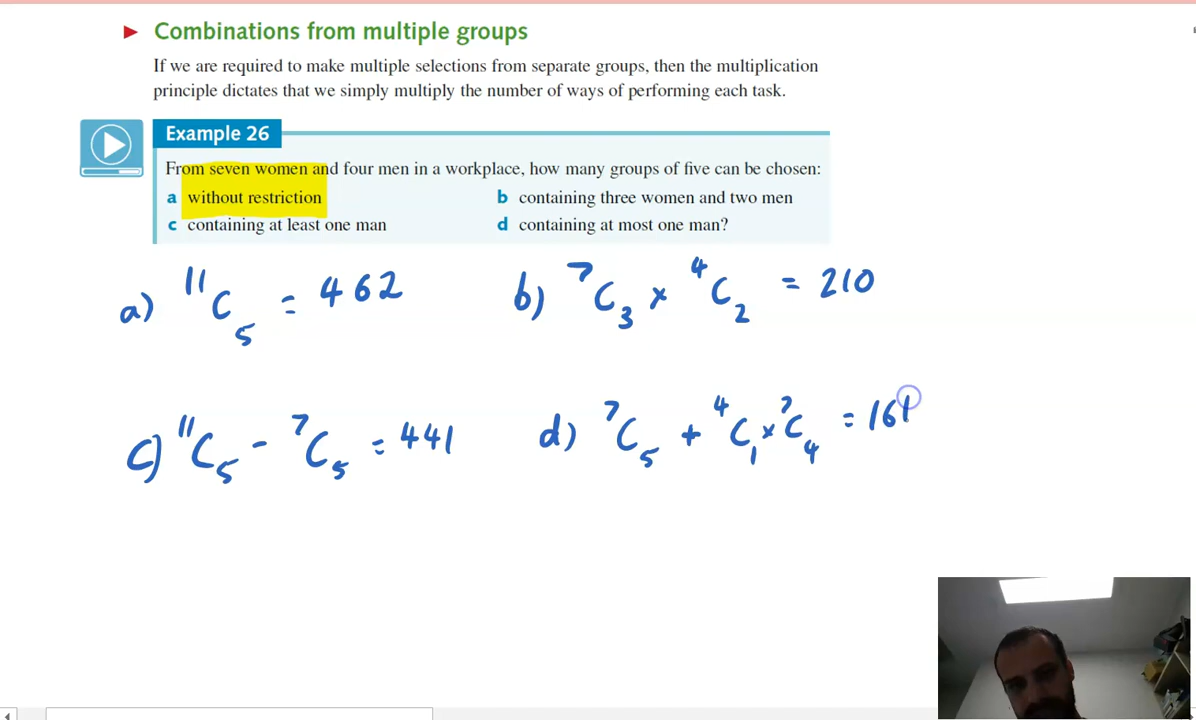 Combinations from multiple groups
If we are required to make multiple selections from separate groups, then the multiplication
principle dictates that we simply multiply the number of ways of performing each task.
Example 26
From seven women and four men in a workplace, how many groups of five can be chosen:
a without restriction
b containing three women and two men
c containing at least one man
d containing at most one man?
a) ¹¹C₅ = 462
b) ⁷C₃ × ⁴C₂ = 210
c) ¹¹C₅ - ⁷C₅ = 441
d) ⁷C₅ + ⁴C₁ × ⁷C₄ = 161